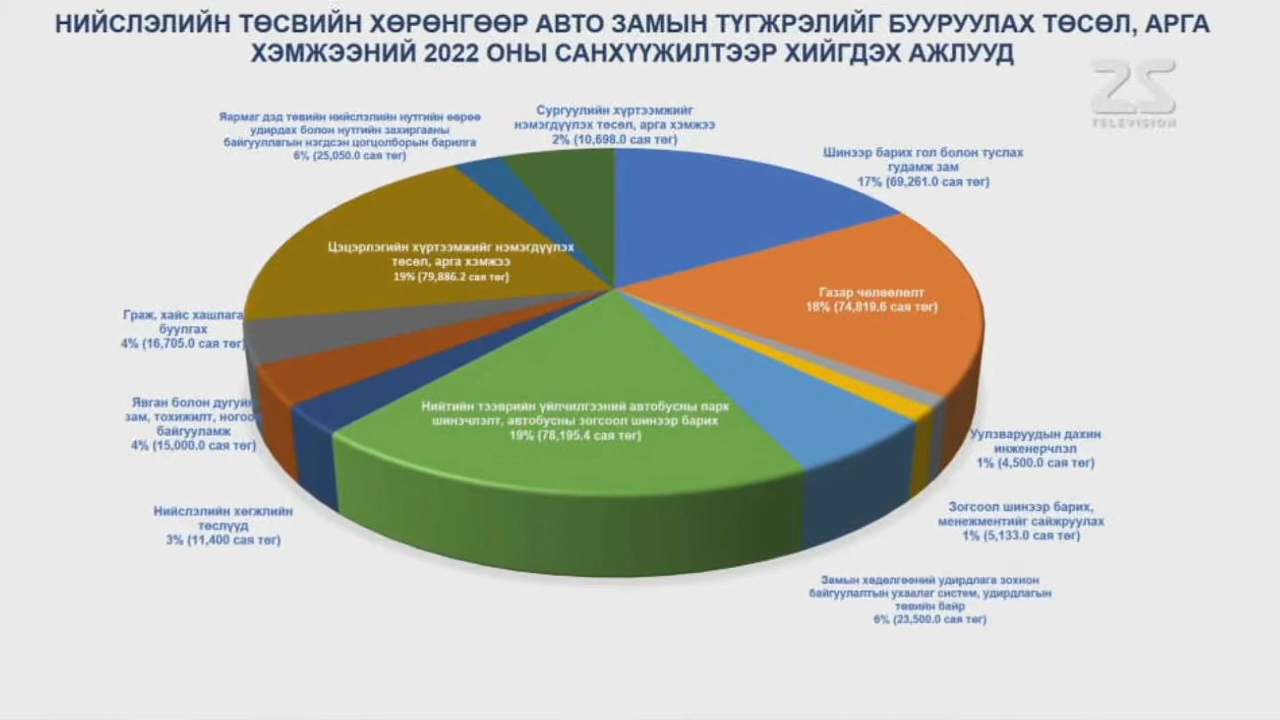 НИЙСЛЭЛИЙН ТӨСВИЙН ХӨРӨНГӨӨР АВТО ЗАМЫН ТҮГЖРЭЛИЙГ БУУРУУЛАХ ТӨСӨЛ, АРГА
ХЭМЖЭЭНИЙ 2022 ОНЫ САНХҮҮЖИЛТЭЭР ХИЙГДЭХ АЖЛУУД
TELEVISION
Сургуулийн хүртээмжийг
нэмэгдүүлэх төсөл, арга хэмжээ
2% (10,698.0 сая төг)
Яармаг дэд төвийн нийслэлийн нутгийн өөрөө
удирдах болон нутгийн захиргааны
байгууллагын нэгдсэн цогцолборын барилга
6% (25,050.0 сая төг)
Шинээр барих гол болон туслах
гудамж зам
17% (69,261.0 сая төг)
Цэцэрлэгийн хүртээмжийг нэмэгдүүлэх
төсөл, арга хэмжээ
19% (79,886.2 сая төг)
Газар чөлөөлөлт
18% (74,819.6 сая төг)
Граж, хайс хашлага
буулгах
4% (16,705.0 сая төг)
Явган болон дугуйн
зам, тохижилт, ногоо
байгууламж
4% (15,000.0 сая төг)
Нийтийн тээврийн үйлчилгээний автобусны парк
шинэчлэлт, автобусны зогсоол шинээр барих
19% (78,195.4 сая төг)
Уулзваруудын дахин
инженерчлэл
1% (4,500.0 сая төг)
Нийслэлийн хөгжлийн
төслүүд
3% (11,400 сая төг)
Зогсоол шинээр барих,
менежментийг сайжруулах
1% (5,133.0 сая төг)
Замын хөдөлгөөний удирдлага зохион
байгуулалтын ухаалаг систем, удирдлагын
төвийн байр
6% (23,500.0 сая төг)